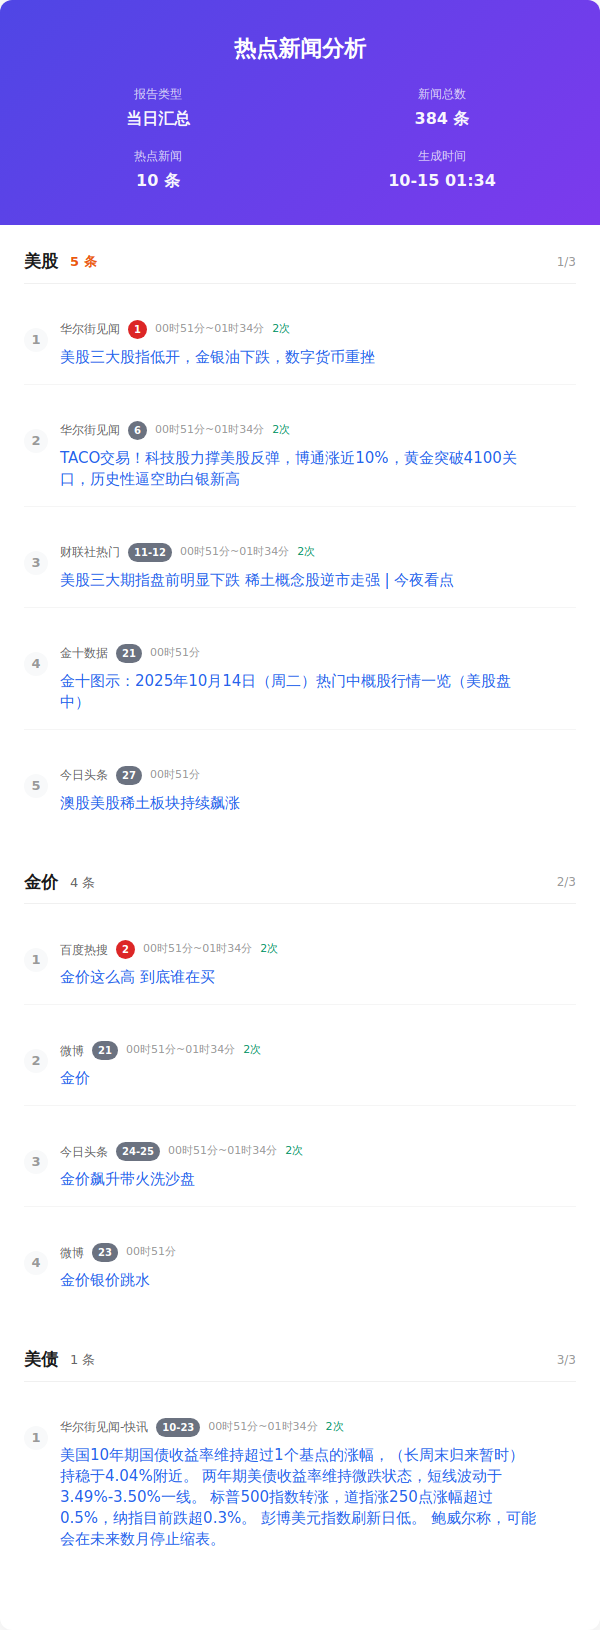 热点新闻分析
报告类型
新闻总数
当日汇总
384 条
热点新闻
生成时间
10 条
10-15 01:34
美股 5 条 1/3
1 华尔街见闻 1 00时51分~01时34分 2次
美股三大股指低开，金银油下跌，数字货币重挫
2 华尔街见闻 6 00时51分~01时34分 2次
TACO交易！科技股力撑美股反弹，博通涨近10%，黄金突破4100关
口，历史性逼空助白银新高
3 财联社热门 11-12 00时51分~01时34分 2次
美股三大期指盘前明显下跌 稀土概念股逆市走强 | 今夜看点
4 金十数据 21 00时51分
金十图示：2025年10月14日（周二）热门中概股行情一览（美股盘
中）
5 今日头条 27 00时51分
澳股美股稀土板块持续飙涨
金价 4 条 2/3
1 百度热搜 2 00时51分~01时34分 2次
金价这么高 到底谁在买
2 微博 21 00时51分~01时34分 2次
金价
3 今日头条 24-25 00时51分~01时34分 2次
金价飙升带火洗沙盘
4 微博 23 00时51分
金价银价跳水
美债 1 条 3/3
1 华尔街见闻-快讯 10-23 00时51分~01时34分 2次
美国10年期国债收益率维持超过1个基点的涨幅，（长周末归来暂时）
持稳于4.04%附近。 两年期美债收益率维持微跌状态，短线波动于
3.49%-3.50%一线。 标普500指数转涨，道指涨250点涨幅超过
0.5%，纳指目前跌超0.3%。 彭博美元指数刷新日低。 鲍威尔称，可能
会在未来数月停止缩表。